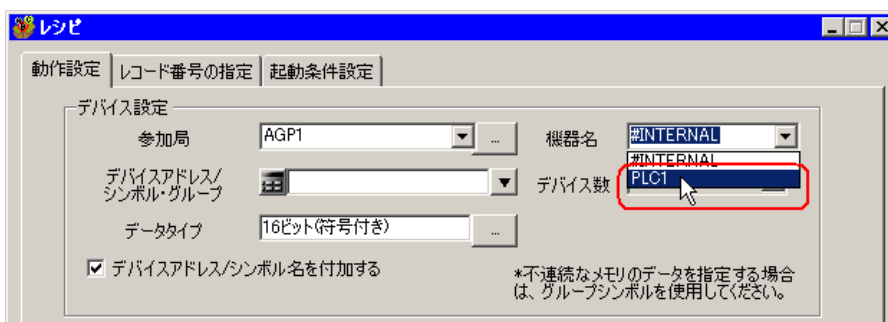 レシピ
動作設定 レコード番号の指定 起動条件設定
デバイス設定
参加局 AGP1 ... 機器名 #INTERNAL
#INTERNAL
デバイスアドレス/
シンボル・グループ
デバイス数 PLC1
データタイプ 16ビット(符号付き) ...
デバイスアドレス/シンボル名を付加する
*不連続なメモリのデータを指定する場合
は、グループシンボルを使用してください。